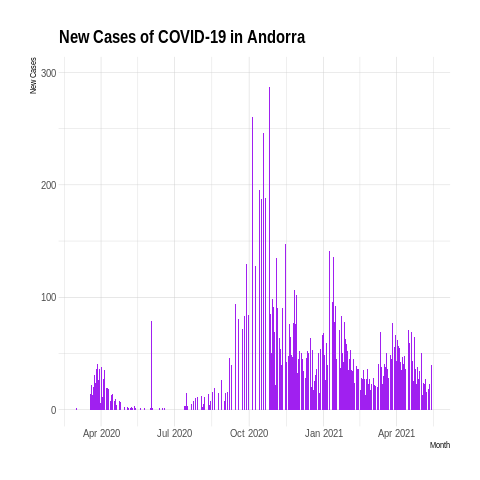 New Cases of COVID-19 in Andorra
New Cases
300
200
100
0
Apr 2020
Jul 2020
Oct 2020
Jan 2021
Apr 2021
Month